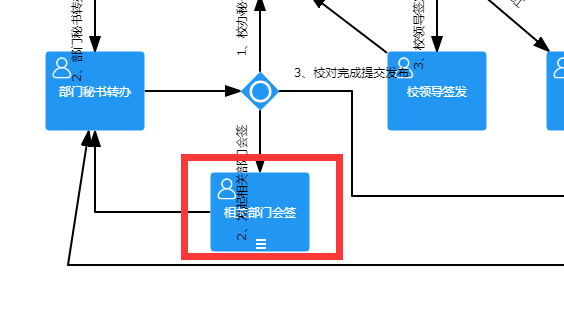 2、部门秘书转办
1、校办秘
3、校领导签发
部门秘书转办
3、校对完成提交发布
校领导签发
2、发起相关部门会签
相关部门会签